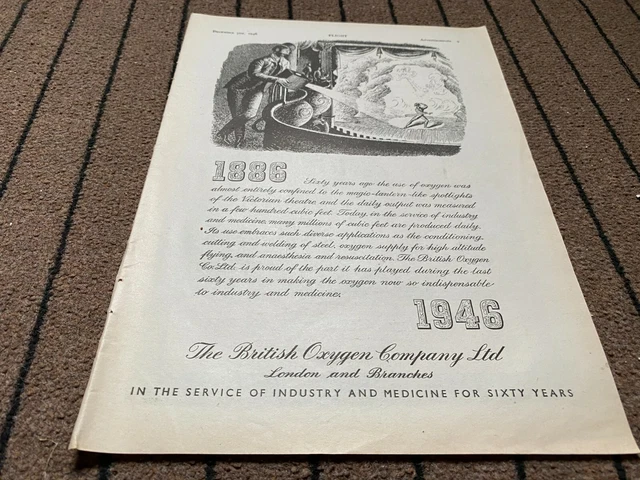 FLIGHT
1886
Sixty years ago the use of oxygen was
almost entirely confined to the magic-lantern-like spotlights
of the Victorian theatre and the daily output was measured
in a few hundred cubic feet. Today, in the service of industry
and medicine, many millions of cubic feet are produced daily.
Its use embraces such diverse applications as the conditioning,
cutting and welding of steel, oxygen supply for high altitude
flying, and anaesthesia and resuscitation. The British Oxygen
Co. Ltd. is proud of the part it has played during the last
sixty years in making the oxygen now so indispensable
to industry and medicine.
1946
The British Oxygen Company Ltd
London and Branches
IN THE SERVICE OF INDUSTRY AND MEDICINE FOR SIXTY YEARS